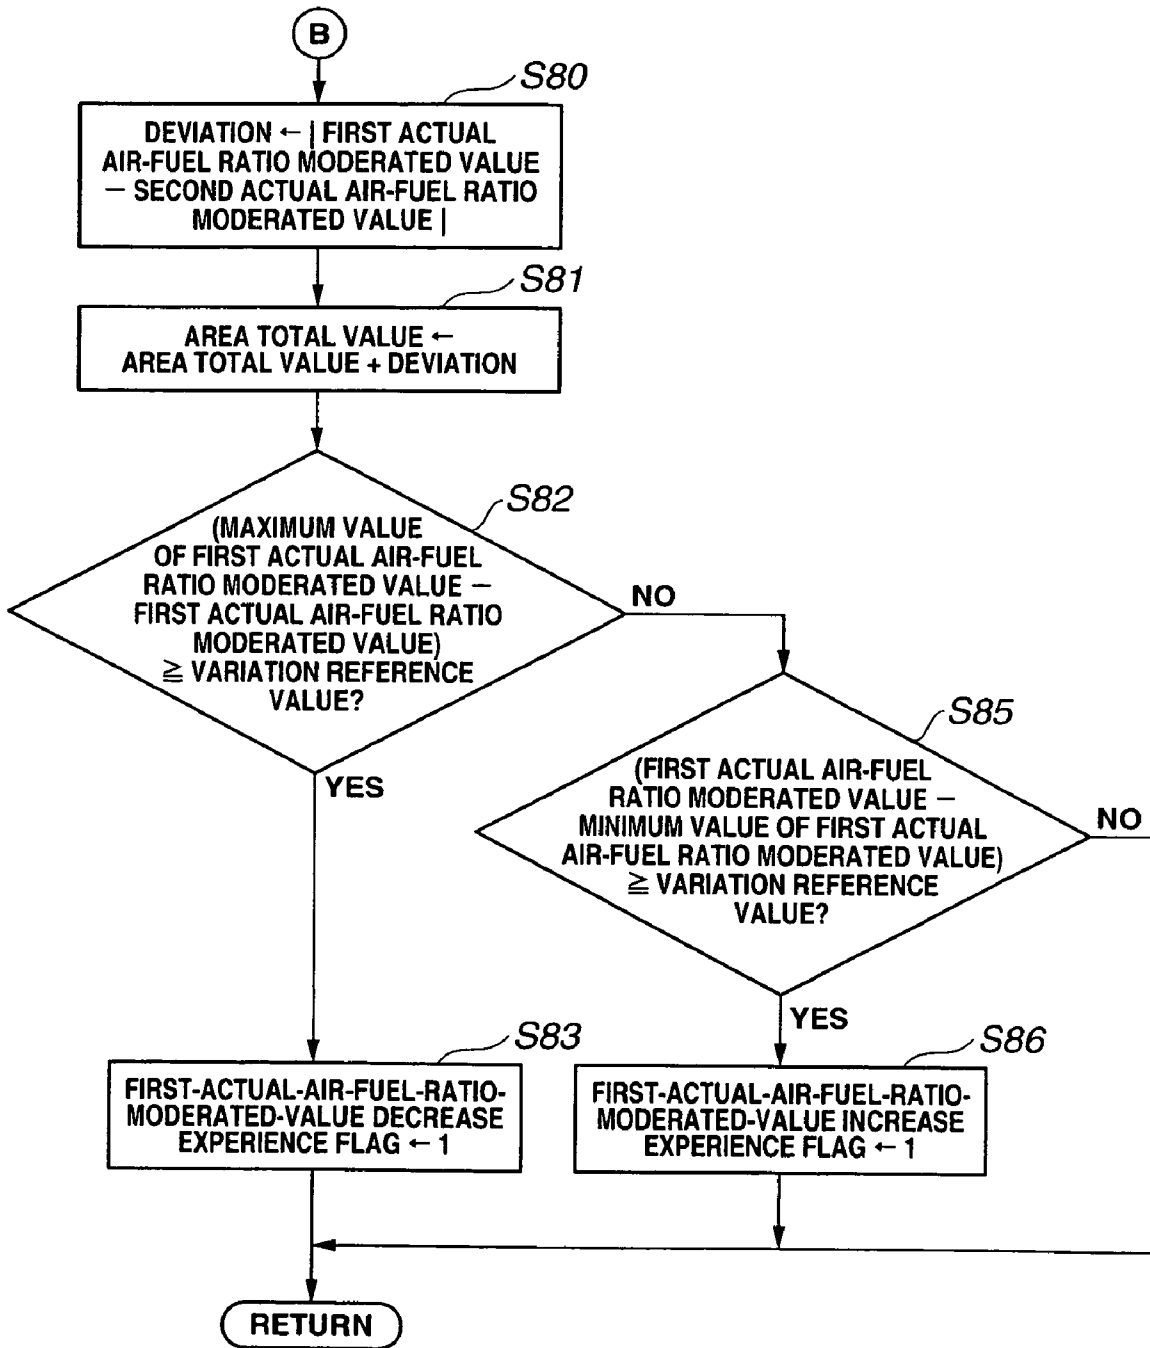 B
S80
DEVIATION ← | FIRST ACTUAL
AIR-FUEL RATIO MODERATED VALUE
— SECOND ACTUAL AIR-FUEL RATIO
MODERATED VALUE |
S81
AREA TOTAL VALUE ←
AREA TOTAL VALUE + DEVIATION
S82
(MAXIMUM VALUE
OF FIRST ACTUAL AIR-FUEL
RATIO MODERATED VALUE —
FIRST ACTUAL AIR-FUEL RATIO
MODERATED VALUE)
≧ VARIATION REFERENCE
VALUE?
NO
YES
S85
(FIRST ACTUAL AIR-FUEL
RATIO MODERATED VALUE —
MINIMUM VALUE OF FIRST ACTUAL
AIR-FUEL RATIO MODERATED VALUE)
≧ VARIATION REFERENCE
VALUE?
NO
YES
S83
FIRST-ACTUAL-AIR-FUEL-RATIO-
MODERATED-VALUE DECREASE
EXPERIENCE FLAG ← 1
S86
FIRST-ACTUAL-AIR-FUEL-RATIO-
MODERATED-VALUE INCREASE
EXPERIENCE FLAG ← 1
RETURN